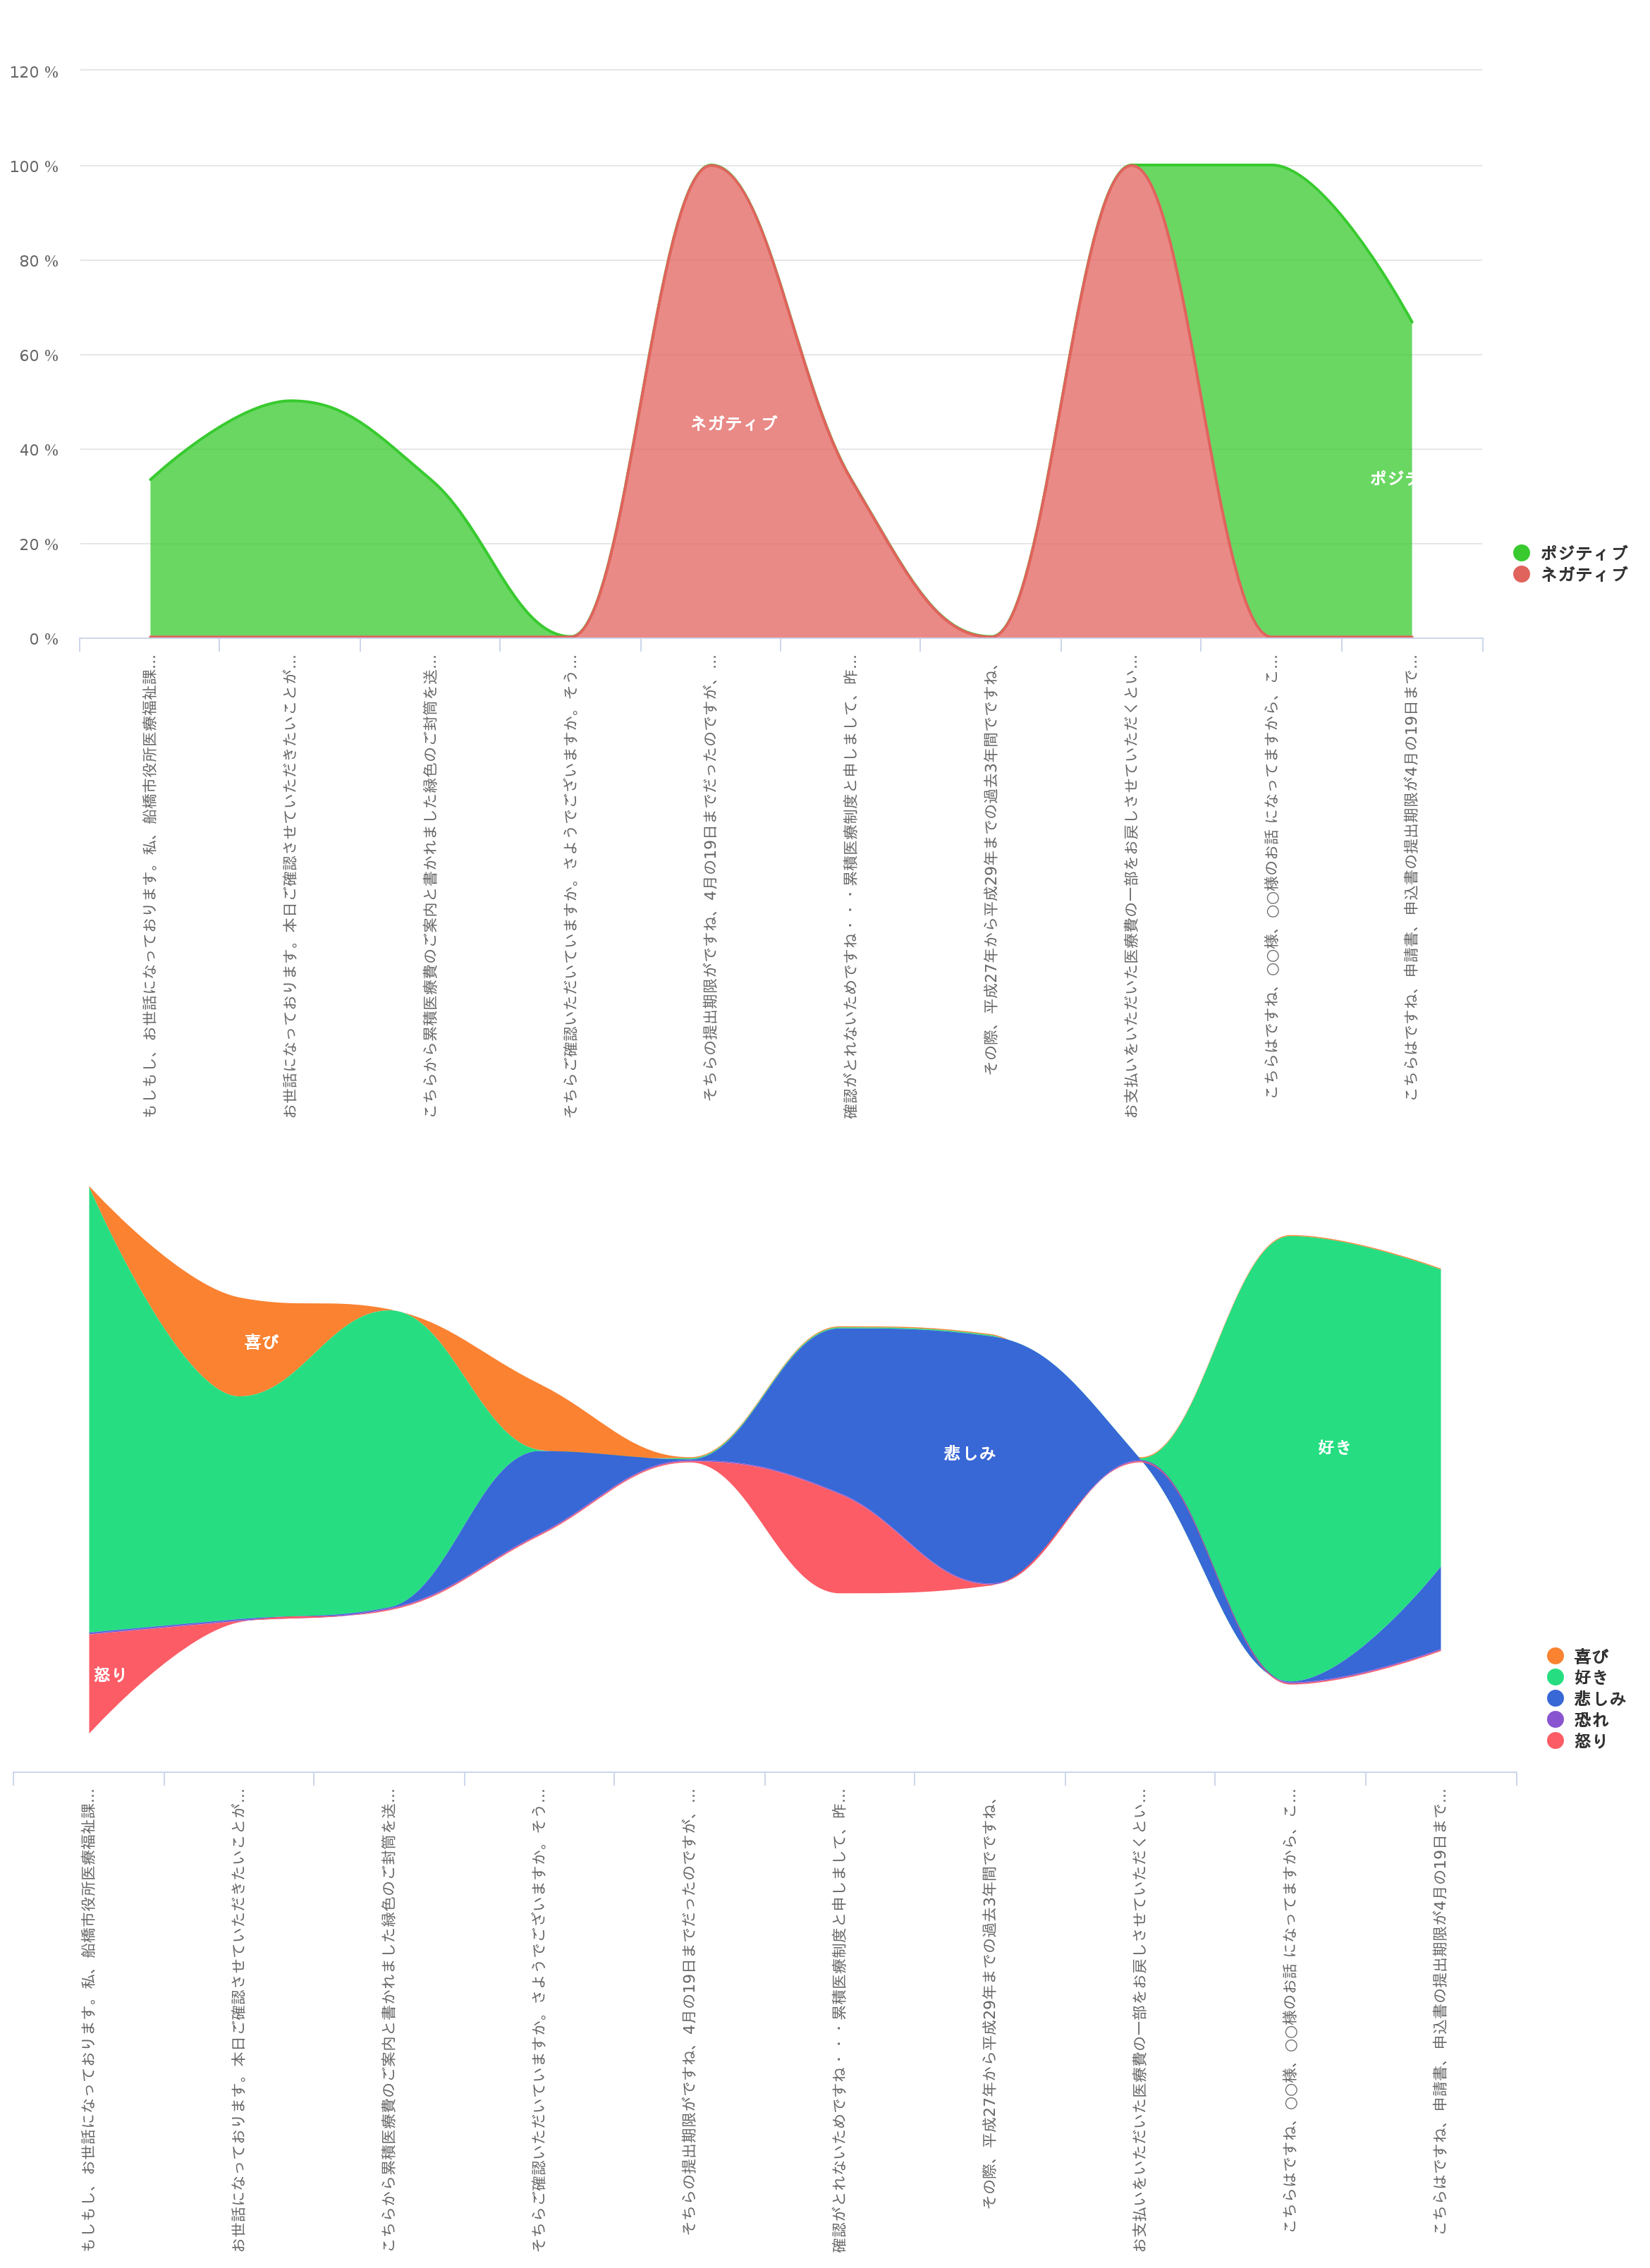 120 %
100 %
80 %
60 %
40 %
20 %
0 %
ネガティブ
ポジテ
ポジティブ
ネガティブ
もしもし、お世話になっております。私、船橋市役所医療福祉課…
お世話になっております。本日ご確認させていただきたいことが…
こちらから累積医療費のご案内と書かれました緑色のご封筒を送…
そちらご確認いただいていますか。さようでございますか。そう…
そちらの提出期限がですね、4月の19日までだったのですが、…
確認がとれないためですね・・・累積医療制度と申しまして、昨…
その際、平成27年から平成29年までの過去3年間でですね、
お支払いをいただいた医療費の一部をお戻しさせていただくとい…
こちらはですね、○○様、○○様のお話 になってますから、こ…
こちらはですね、申請書、申込書の提出期限が4月の19日まで…
喜び
悲しみ
好き
怒り
喜び
好き
悲しみ
恐れ
怒り
もしもし、お世話になっております。私、船橋市役所医療福祉課…
お世話になっております。本日ご確認させていただきたいことが…
こちらから累積医療費のご案内と書かれました緑色のご封筒を送…
そちらご確認いただいていますか。さようでございますか。そう…
そちらの提出期限がですね、4月の19日までだったのですが、…
確認がとれないためですね・・・累積医療制度と申しまして、昨…
その際、平成27年から平成29年までの過去3年間でですね、
お支払いをいただいた医療費の一部をお戻しさせていただくとい…
こちらはですね、○○様、○○様のお話 になってますから、こ…
こちらはですね、申請書、申込書の提出期限が4月の19日まで…